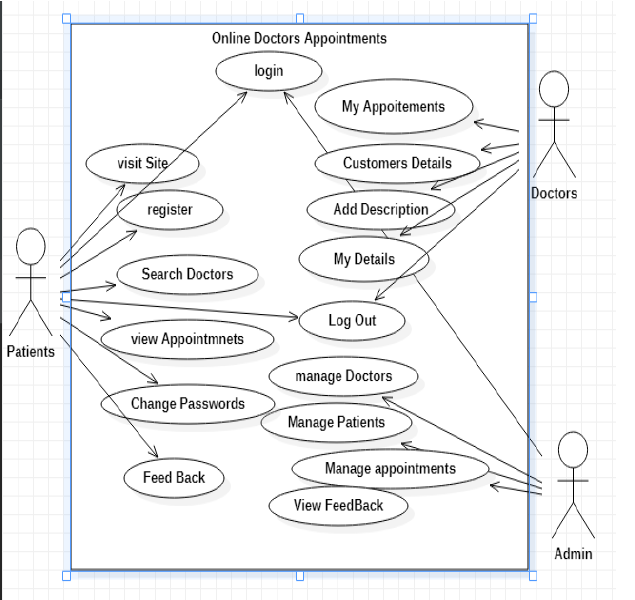 Online Doctors Appointments
login
My Appoitements
visit Site
Customers Details
Doctors
register
Add Description
My Details
Search Doctors
Log Out
Patients
view Appointmnets
manage Doctors
Change Passwords
Manage Patients
Feed Back
Manage appointments
View FeedBack
Admin